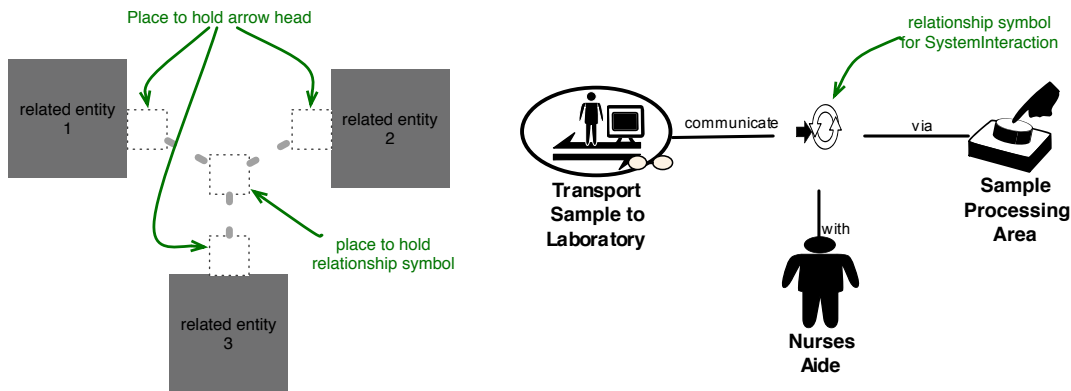 Place to hold arrow head
related entity
1
related entity
2
place to hold
relationship symbol
related entity
3
relationship symbol
for SystemInteraction
communicate
via
Transport
Sample to
Laboratory
Sample
Processing
Area
with
Nurses
Aide